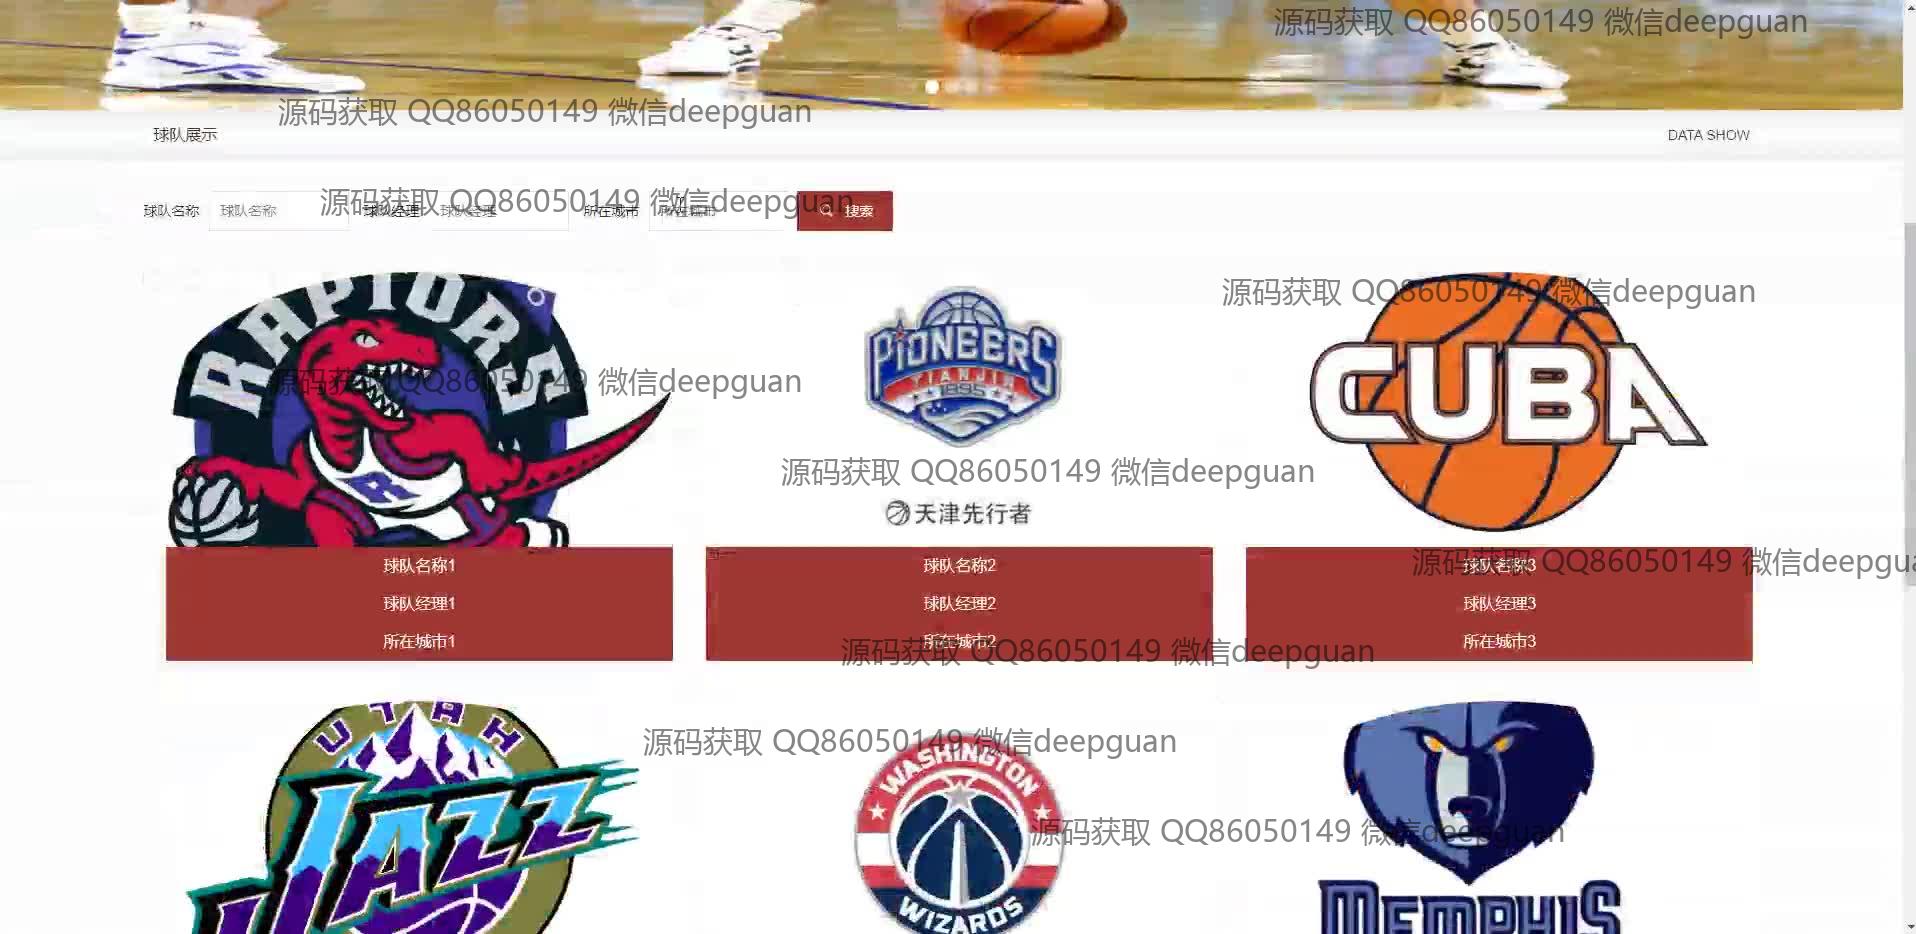 源码获取 QQ86050149 微信deepguan
源码获取 QQ86050149 微信deepguan
球队展示
DATA SHOW
源码获取 QQ86050149 微信deepguan
球队名称 球队名称 球队经理 球队经理 所在城市 所在城市 搜索
源码获取 QQ86050149 微信deepguan
RAPTORS
PIONEERS
TIANJIN
1995
CUBA
源码获取 QQ86050149 微信deepguan
R
源码获取 QQ86050149 微信deepguan
天津先行者
源码获取 QQ86050149 微信deepgua
球队名称1
球队经理1
所在城市1
球队名称2
球队经理2
所在城市2
球队名称3
球队经理3
所在城市3
源码获取 QQ86050149 微信deepguan
源码获取 QQ86050149 微信deepguan
UTAH
JAZZ
WASHINGTON
WIZARDS
源码获取 QQ86050149 微信deepguan
MEMPHIS